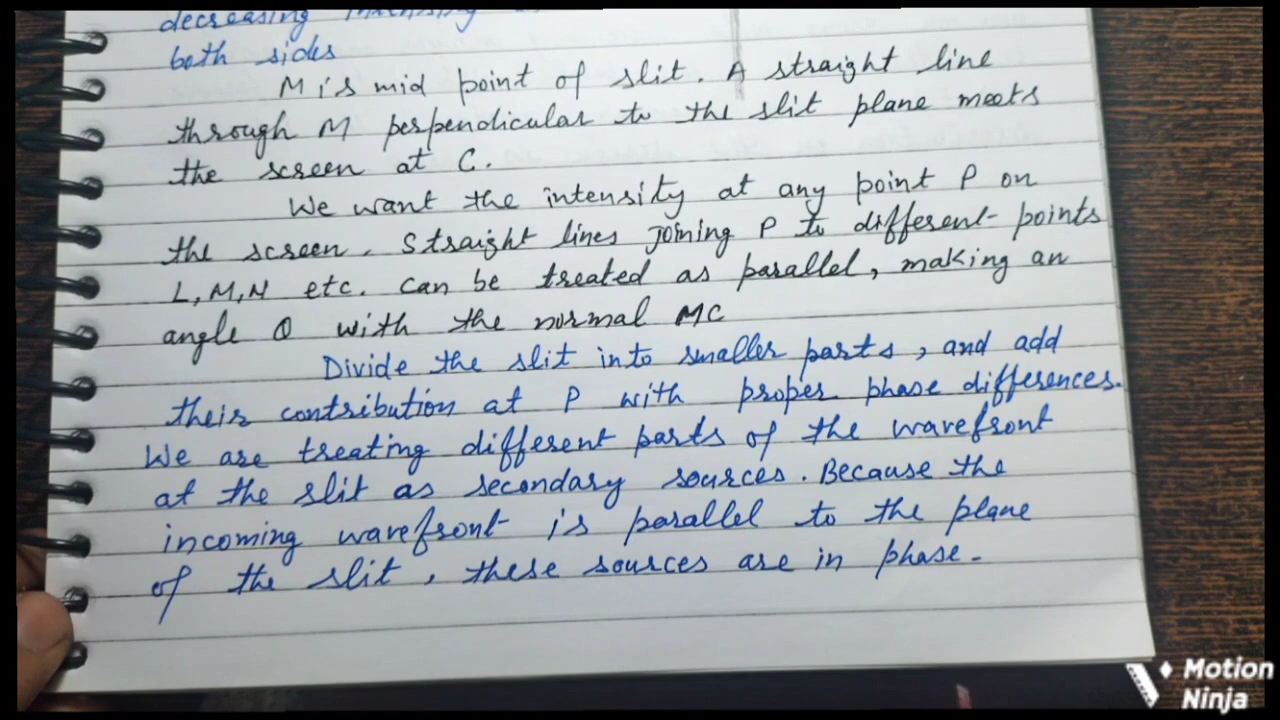 decreasing intensity
both sides
M is mid point of slit. A straight line
through M perpendicular to the slit plane meets
the screen at C.
We want the intensity at any point P on
the screen. Straight lines joining P to different points
L, M, N etc. can be treated as parallel, making an
angle θ with the normal MC
Divide the slit into smaller parts, and add
their contribution at P with proper phase differences.
We are treating different parts of the wavefront
at the slit as secondary sources. Because the
incoming wavefront is parallel to the plane
of the slit, these sources are in phase.
Motion
Ninja